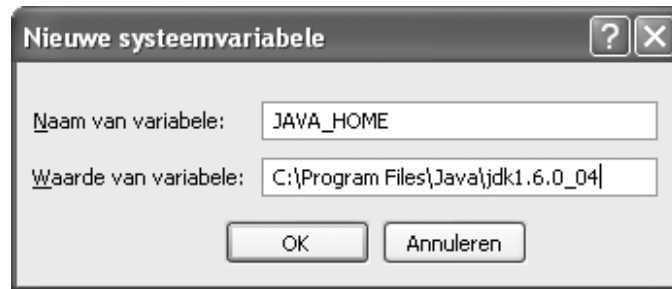 Nieuwe systeemvariabele
Naam van variabele: JAVA_HOME
Waarde van variabele: C:\Program Files\Java\jdk1.6.0_04
OK Annuleren